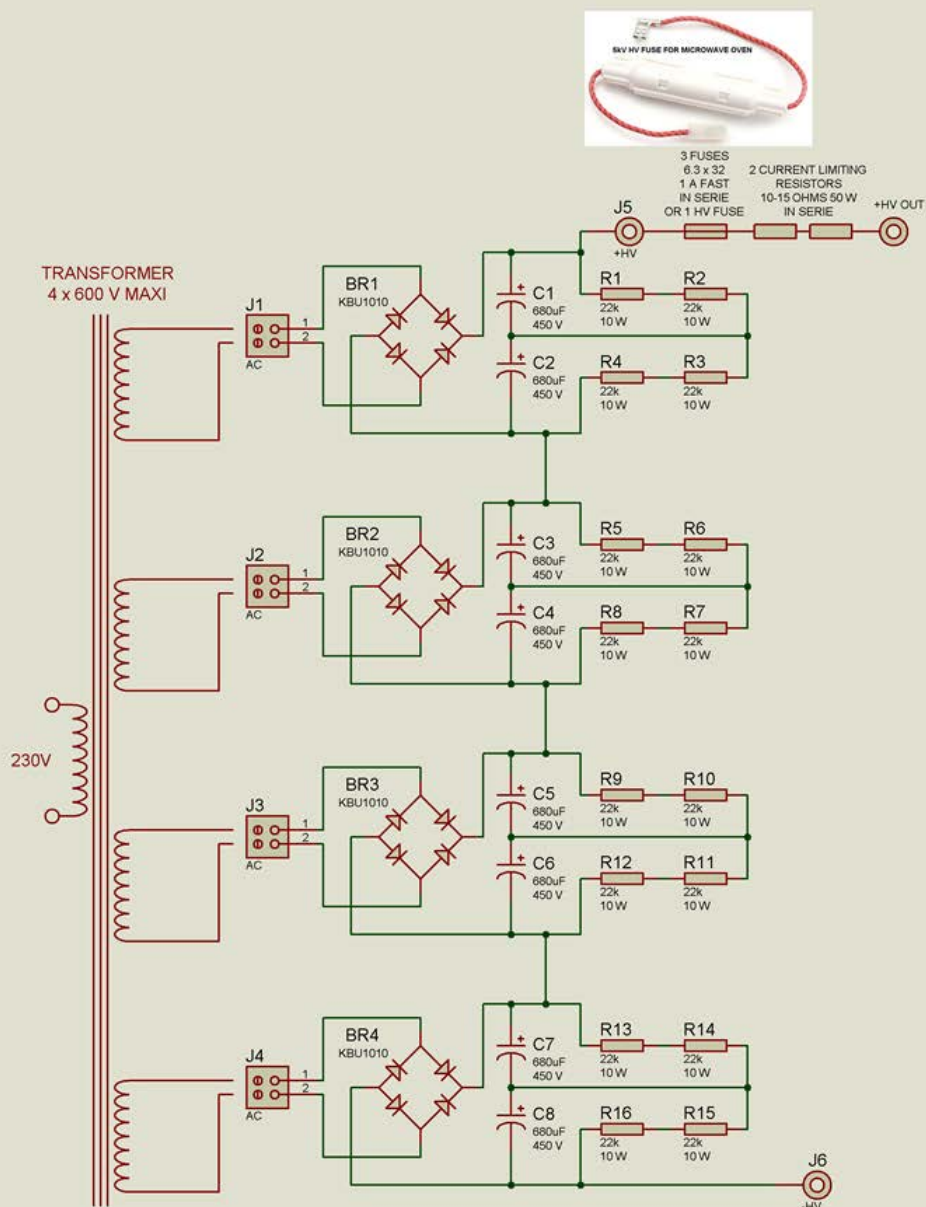 5kV HV FUSE FOR MICROWAVE OVEN
3 FUSES
6.3 x 32
1 A FAST
IN SERIE
OR 1 HV FUSE
2 CURRENT LIMITING
RESISTORS
10-15 OHMS 50 W
IN SERIE
+HV OUT
J5
+HV
TRANSFORMER
4 x 600 V MAXI
J1
1
2
AC
BR1
KBU1010
C1
680uF
450 V
C2
680uF
450 V
R1
22k
10 W
R2
22k
10 W
R4
22k
10 W
R3
22k
10 W
J2
1
2
AC
BR2
KBU1010
C3
680uF
450 V
C4
680uF
450 V
R5
22k
10 W
R6
22k
10 W
R8
22k
10 W
R7
22k
10 W
230V
J3
1
2
AC
BR3
KBU1010
C5
680uF
450 V
C6
680uF
450 V
R9
22k
10 W
R10
22k
10 W
R12
22k
10 W
R11
22k
10 W
J4
1
2
AC
BR4
KBU1010
C7
680uF
450 V
C8
680uF
450 V
R13
22k
10 W
R14
22k
10 W
R16
22k
10 W
R15
22k
10 W
J6
-HV